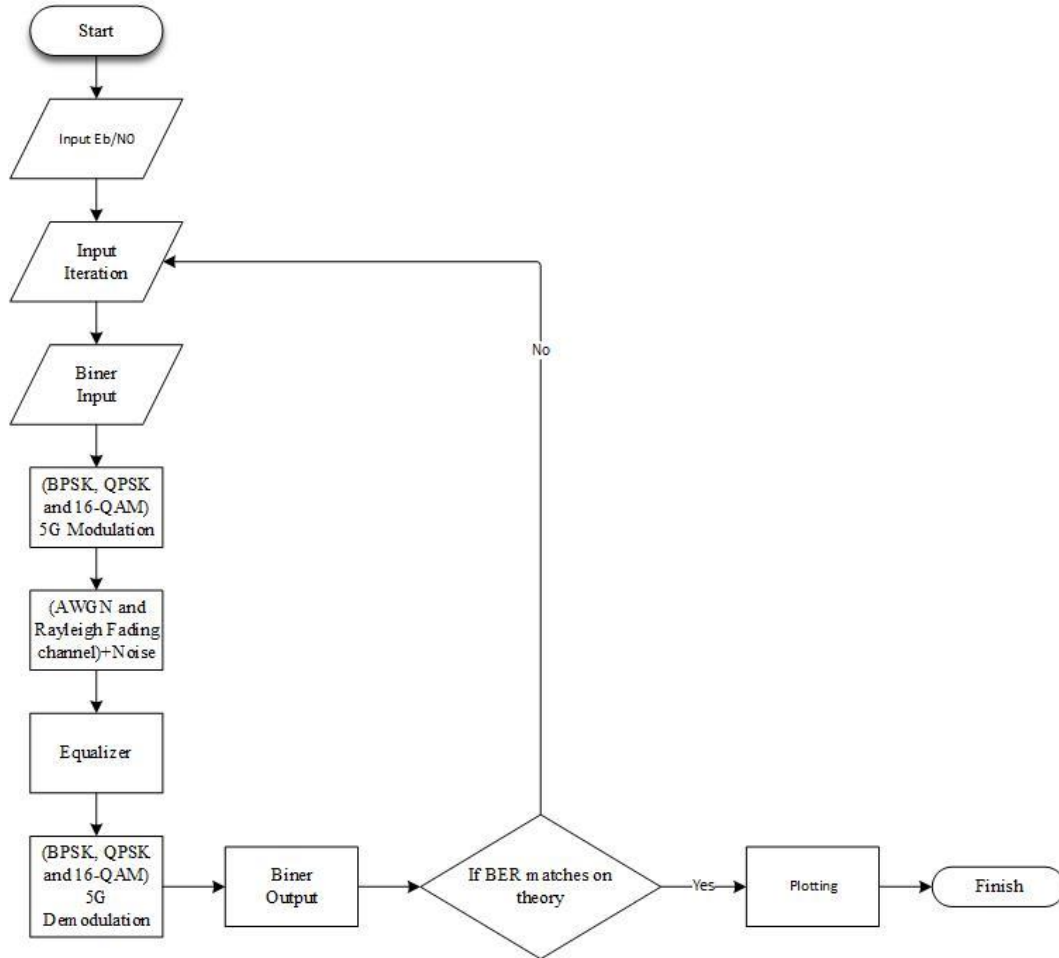 Start
Input Eb/N0
Input
Iteration
Biner
Input
(BPSK, QPSK
and 16-QAM)
5G Modulation
(AWGN and
Rayleigh Fading
channel)+Noise
Equalizer
(BPSK, QPSK
and 16-QAM)
5G
Demodulation
Biner
Output
If BER matches on
theory
No
Yes
Plotting
Finish